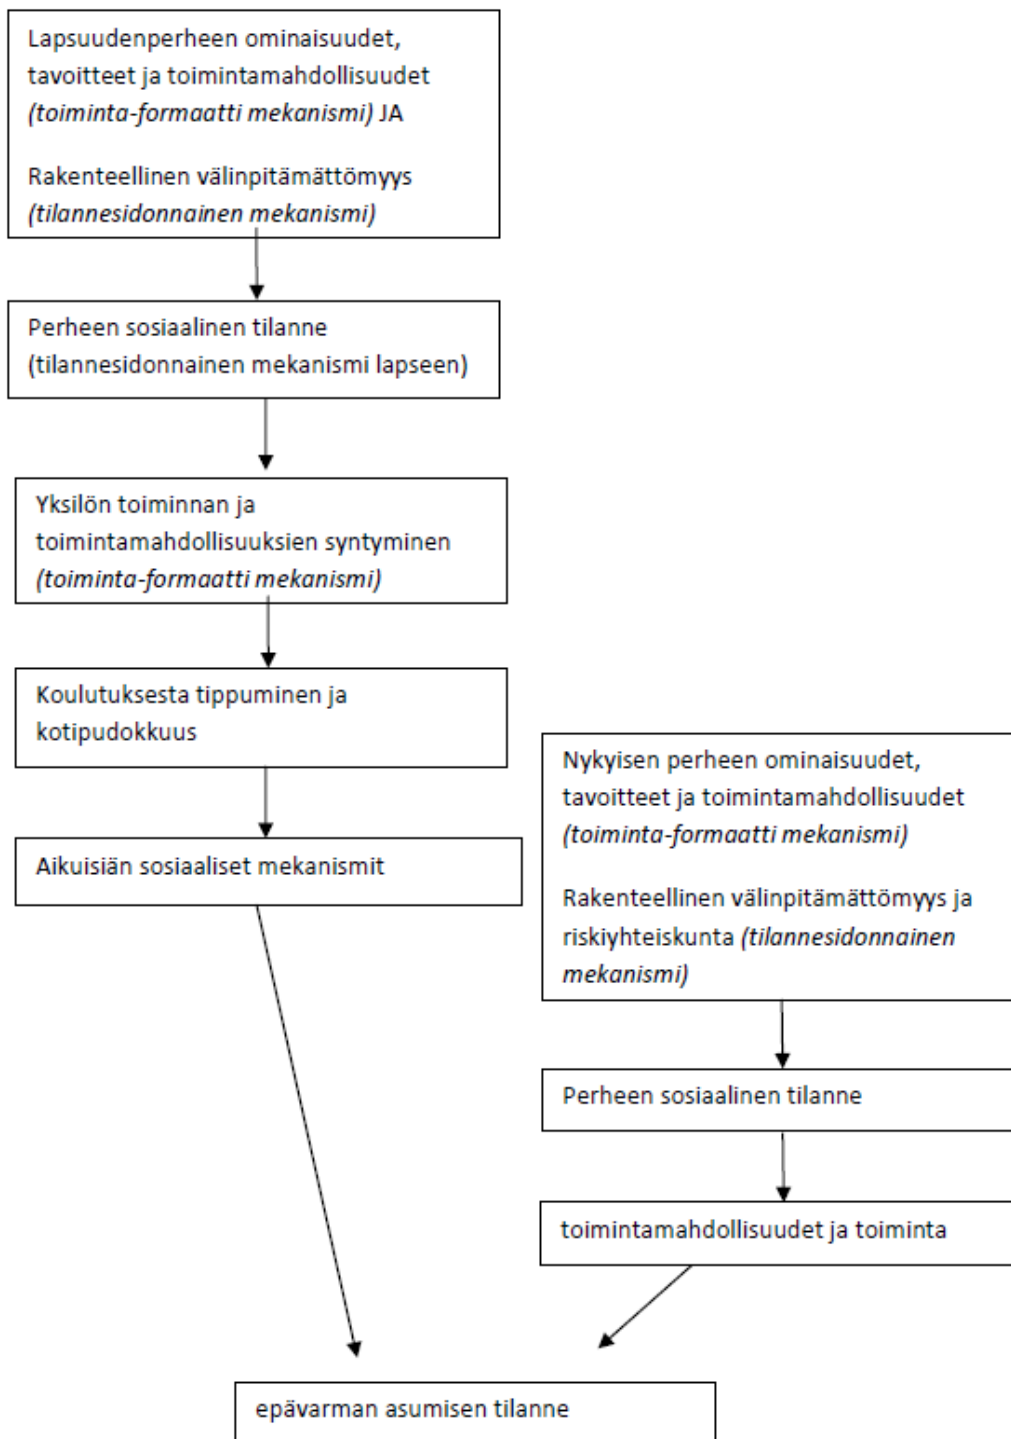 Lapsuudenperheen ominaisuudet,
tavoitteet ja toimintamahdollisuudet
(toiminta-formaatti mekanismi) JA
Rakenteellinen välinpitämättömyys
(tilannesidonnainen mekanismi)
Perheen sosiaalinen tilanne
(tilannesidonnainen mekanismi lapseen)
Yksilön toiminnan ja
toimintamahdollisuuksien syntyminen
(toiminta-formaatti mekanismi)
Koulutuksesta tippuminen ja
kotipudokkuus
Aikuisiän sosiaaliset mekanismit
Nykyisen perheen ominaisuudet,
tavoitteet ja toimintamahdollisuudet
(toiminta-formaatti mekanismi)
Rakenteellinen välinpitämättömyys ja
riskiyhteiskunta (tilannesidonnainen
mekanismi)
Perheen sosiaalinen tilanne
toimintamahdollisuudet ja toiminta
epävarman asumisen tilanne